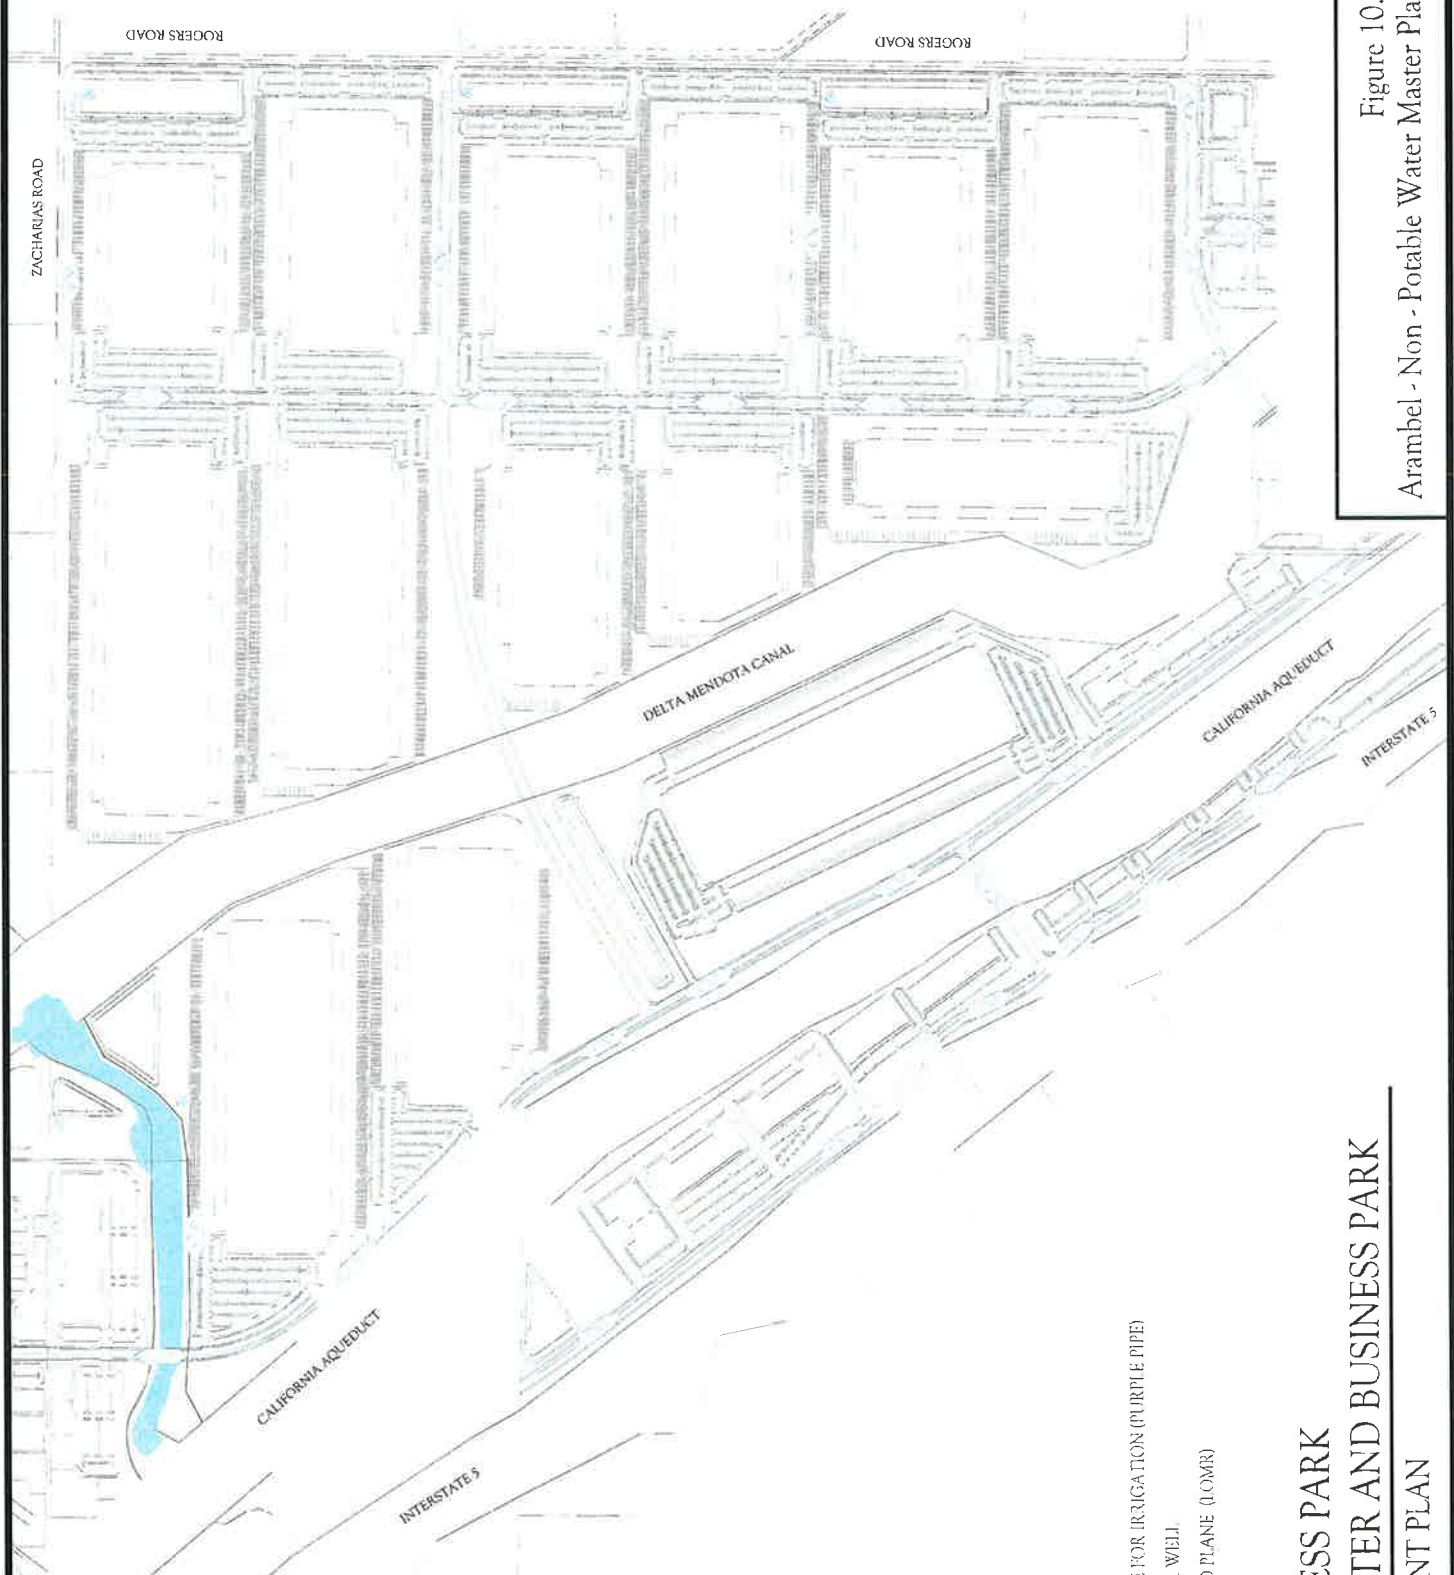 ZACHARIAS ROAD
ROGERS ROAD
ROGERS ROAD
DELTA MENDOTA CANAL
CALIFORNIA AQUEDUCT
INTERSTATE 5
CALIFORNIA AQUEDUCT
INTERSTATE 5
FOR IRRIGATION (PURPLE PIPE)
WELL
PLANE (LOMR)
ESS PARK
TER AND BUSINESS PARK
NT PLAN
Figure 10.
Arambel - Non - Potable Water Master Pla